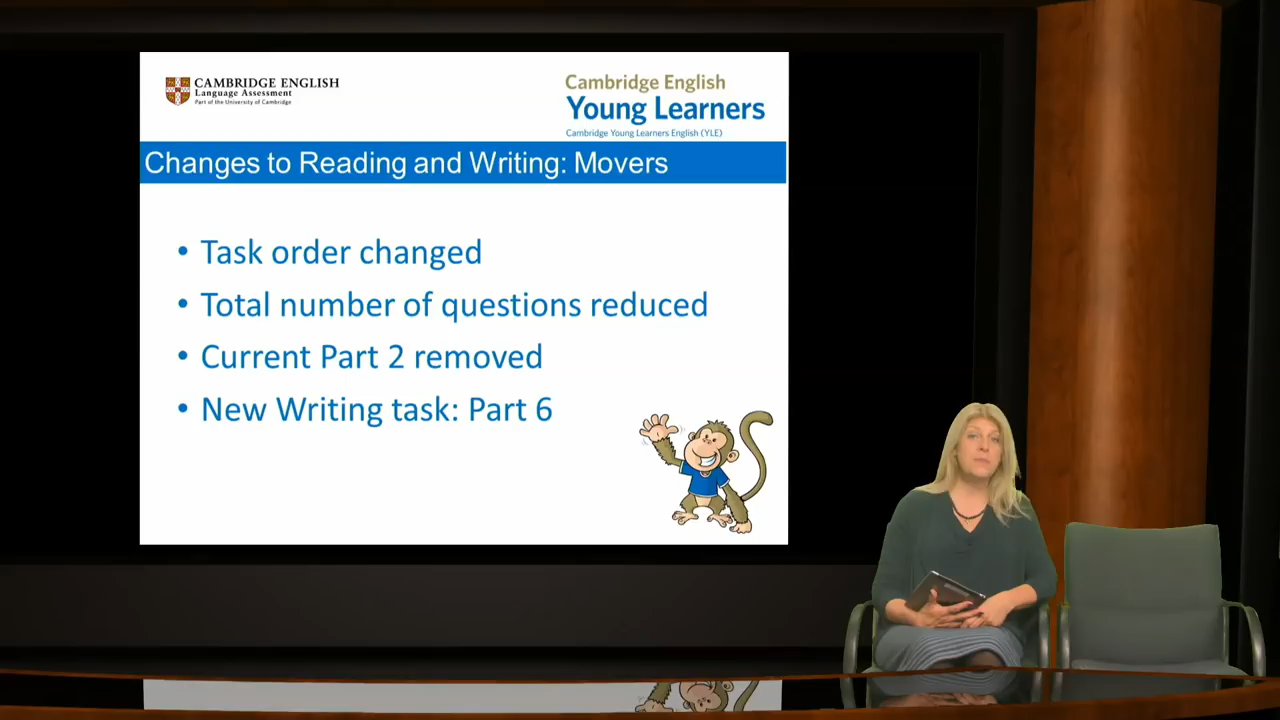 CAMBRIDGE ENGLISH
Language Assessment
Part of the University of Cambridge
Cambridge English
Young Learners
Cambridge Young Learners English (YLE)
Changes to Reading and Writing: Movers
• Task order changed
• Total number of questions reduced
• Current Part 2 removed
• New Writing task: Part 6